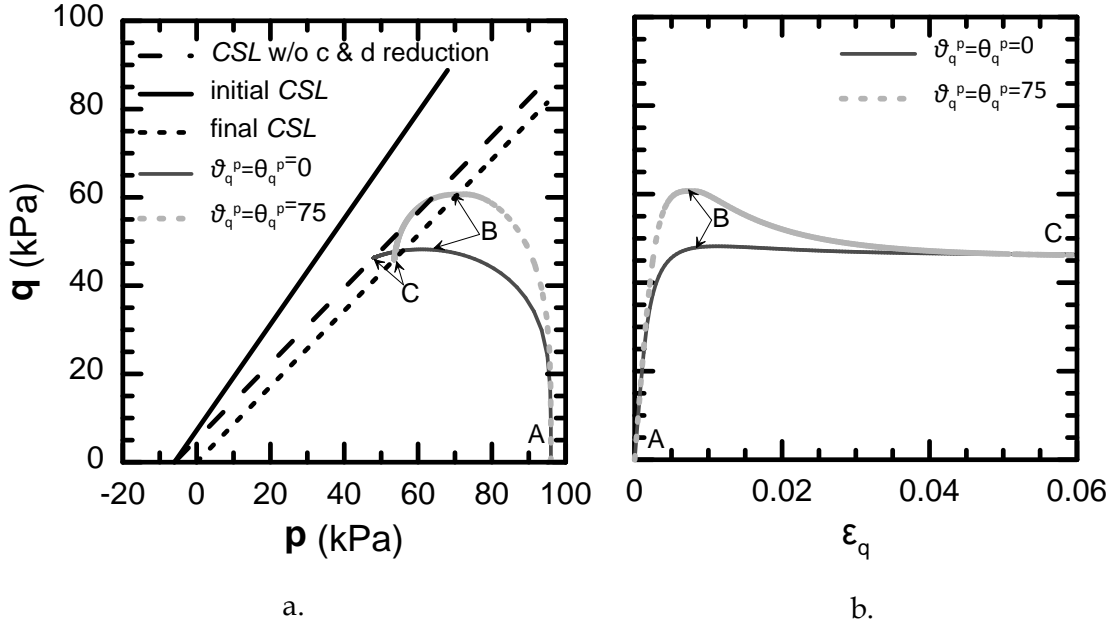 100
80
60
40
20
0
q (kPa)
CSL w/o c & d reduction
initial CSL
final CSL
ϑqᵖ=θqᵖ=0
ϑqᵖ=θqᵖ=75
B
C
A
-20 0 20 40 60 80 100
p (kPa)
a.
ϑqᵖ=θqᵖ=0
ϑqᵖ=θqᵖ=75
B
C
A
0 0.02 0.04 0.06
εq
b.